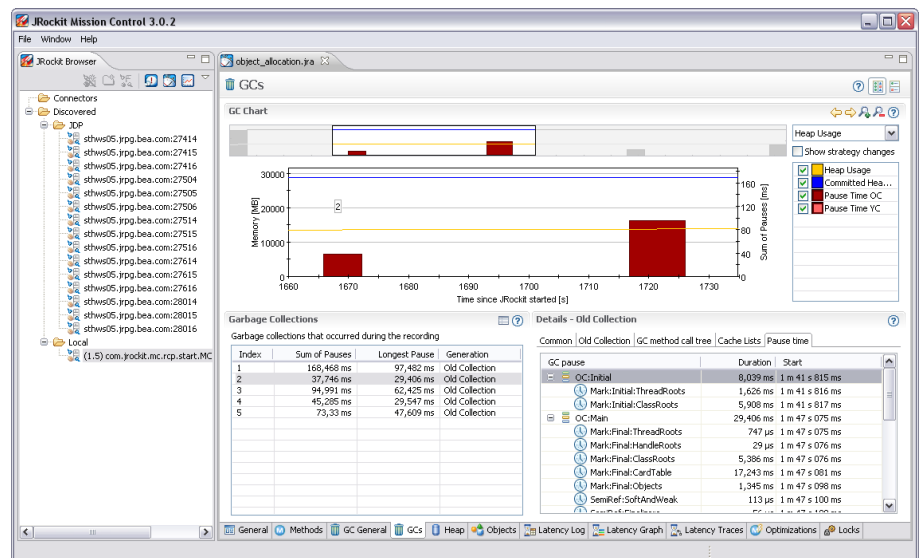 JRockit Mission Control 3.0.2
File Window Help
JRockit Browser
Connectors
Discovered
JDP
sthws05.jrpg.bea.com:27414
sthws05.jrpg.bea.com:27415
sthws05.jrpg.bea.com:27416
sthws05.jrpg.bea.com:27504
sthws05.jrpg.bea.com:27505
sthws05.jrpg.bea.com:27506
sthws05.jrpg.bea.com:27514
sthws05.jrpg.bea.com:27515
sthws05.jrpg.bea.com:27516
sthws05.jrpg.bea.com:27614
sthws05.jrpg.bea.com:27615
sthws05.jrpg.bea.com:27616
sthws05.jrpg.bea.com:28014
sthws05.jrpg.bea.com:28015
sthws05.jrpg.bea.com:28016
Local
(1.5) com.jrockit.mc.rcp.start.MC
object_allocation.jra
GCs
GC Chart
Heap Usage
Show strategy changes
Heap Usage
Committed Hea...
Pause Time OC
Pause Time YC
Memory [MB]
30000
20000
10000
0
2
160
120
80
40
0
Sum of Pauses [ms]
1660 1670 1680 1690 1700 1710 1720 1730
Time since JRockit started [s]
Garbage Collections
Garbage collections that occurred during the recording
Index Sum of Pauses Longest Pause Generation
1 168,468 ms 97,482 ms Old Collection
2 37,746 ms 29,406 ms Old Collection
3 94,991 ms 62,425 ms Old Collection
4 45,285 ms 29,547 ms Old Collection
5 73,33 ms 47,609 ms Old Collection
Details - Old Collection
Common Old Collection GC method call tree Cache Lists Pause time
GC pause Duration Start
OC:Initial 8,039 ms 1 m 41 s 815 ms
Mark:Initial:ThreadRoots 1,626 ms 1 m 41 s 816 ms
Mark:Initial:ClassRoots 5,908 ms 1 m 41 s 817 ms
OC:Main 29,406 ms 1 m 47 s 075 ms
Mark:Final:ThreadRoots 747 µs 1 m 47 s 075 ms
Mark:Final:HandleRoots 29 µs 1 m 47 s 076 ms
Mark:Final:ClassRoots 5,386 ms 1 m 47 s 076 ms
Mark:Final:CardTable 17,243 ms 1 m 47 s 081 ms
Mark:Final:Objects 1,345 ms 1 m 47 s 098 ms
SemiRef:SoftAndWeak 113 µs 1 m 47 s 100 ms
General Methods GC General GCs Heap Objects Latency Log Latency Graph Latency Traces Optimizations Locks